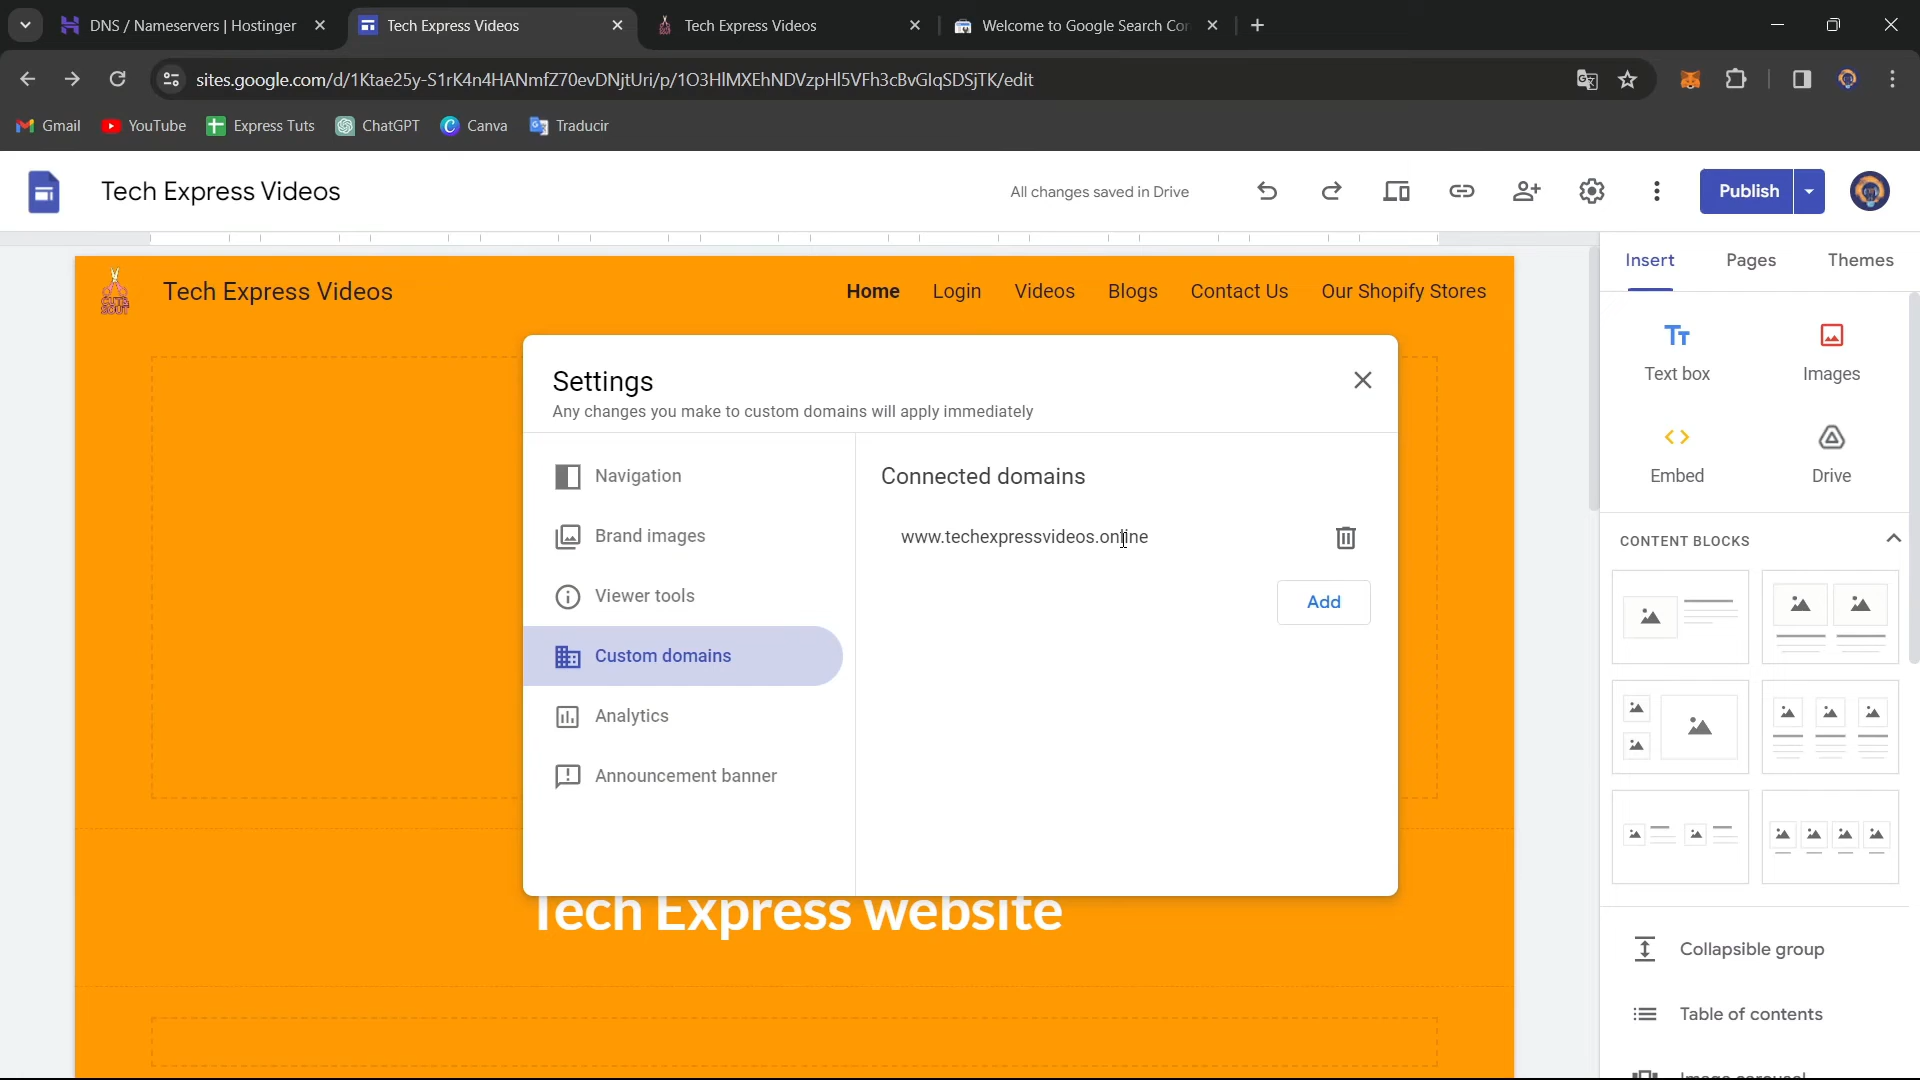 DNS / Nameservers | Hostinger
Tech Express Videos
Tech Express Videos
Welcome to Google Search Con
sites.google.com/d/1Ktae25y-S1rK4n4HANmfZ70evDNjtUri/p/1O3HlMXEhNDVzpHl5VFh3cBvGlqSDSjTK/edit
Gmail
YouTube
Express Tuts
ChatGPT
Canva
Traducir
Tech Express Videos
All changes saved in Drive
Publish
Insert
Pages
Themes
Tech Express Videos
Home
Login
Videos
Blogs
Contact Us
Our Shopify Stores
Text box
Images
Embed
Drive
Settings
Any changes you make to custom domains will apply immediately
Navigation
Brand images
Viewer tools
Custom domains
Analytics
Announcement banner
Connected domains
www.techexpressvideos.online
Add
CONTENT BLOCKS
Tech Express website
Collapsible group
Table of contents
Image carousel